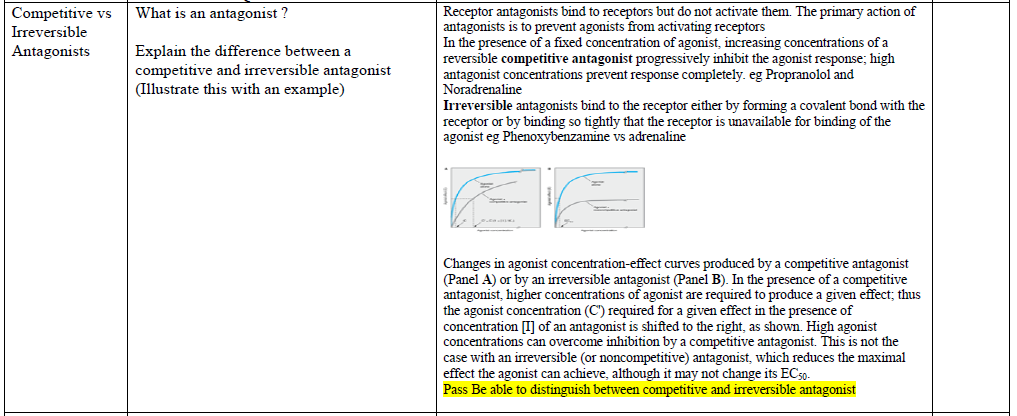 Competitive vs
Irreversible
Antagonists
What is an antagonist ?
Explain the difference between a
competitive and irreversible antagonist
(Illustrate this with an example)
Receptor antagonists bind to receptors but do not activate them. The primary action of
antagonists is to prevent agonists from activating receptors
In the presence of a fixed concentration of agonist, increasing concentrations of a
reversible competitive antagonist progressively inhibit the agonist response; high
antagonist concentrations prevent response completely. eg Propranolol and
Noradrenaline
Irreversible antagonists bind to the receptor either by forming a covalent bond with the
receptor or by binding so tightly that the receptor is unavailable for binding of the
agonist eg Phenoxybenzamine vs adrenaline
Changes in agonist concentration-effect curves produced by a competitive antagonist
(Panel A) or by an irreversible antagonist (Panel B). In the presence of a competitive
antagonist, higher concentrations of agonist are required to produce a given effect; thus
the agonist concentration (C') required for a given effect in the presence of
concentration [I] of an antagonist is shifted to the right, as shown. High agonist
concentrations can overcome inhibition by a competitive antagonist. This is not the
case with an irreversible (or noncompetitive) antagonist, which reduces the maximal
effect the agonist can achieve, although it may not change its EC50.
Pass Be able to distinguish between competitive and irreversible antagonist